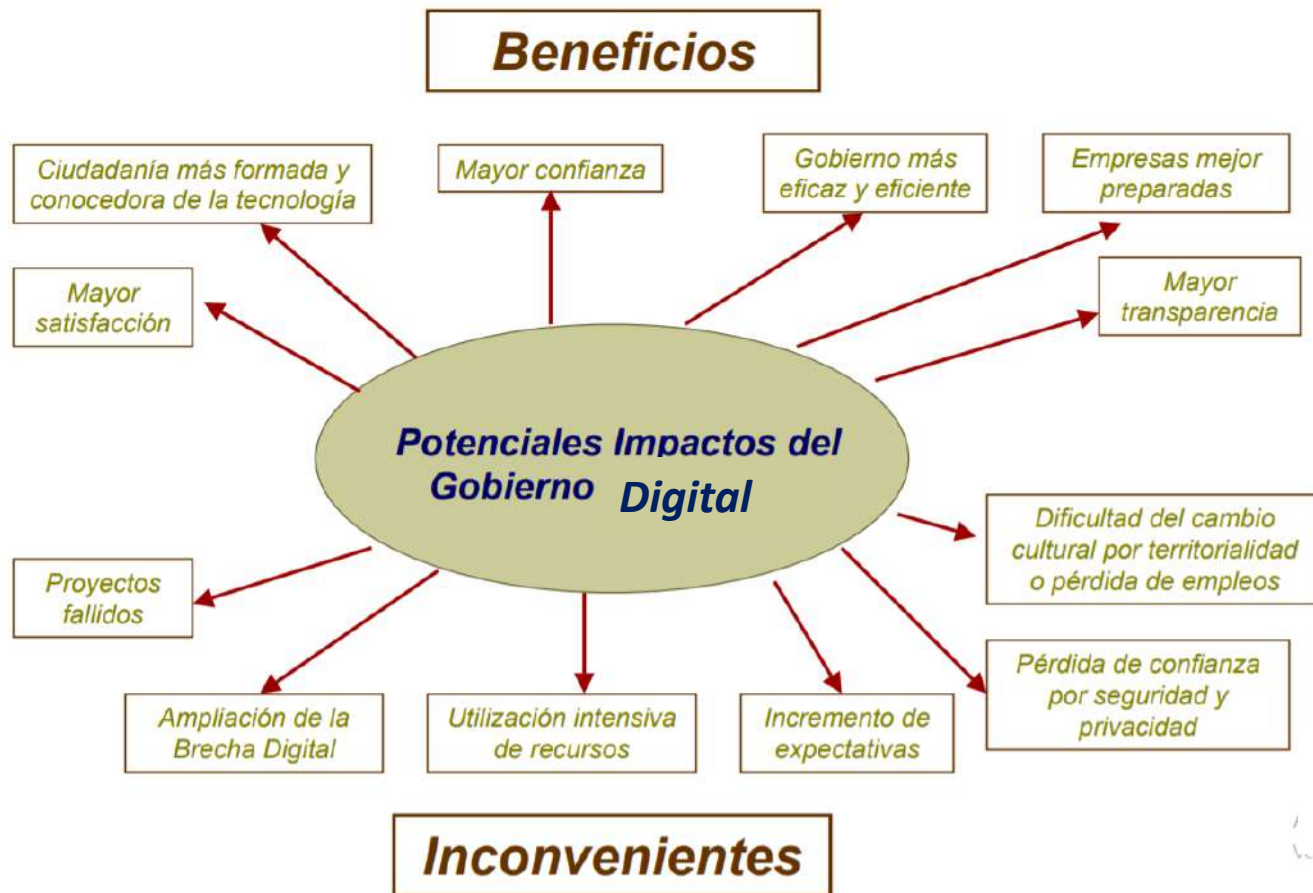 Beneficios
Ciudadanía más formada y
conocedora de la tecnología
Mayor confianza
Gobierno más
eficaz y eficiente
Empresas mejor
preparadas
Mayor
satisfacción
Mayor
transparencia
Potenciales Impactos del
Gobierno Digital
Dificultad del cambio
cultural por territorialidad
o pérdida de empleos
Proyectos
fallidos
Pérdida de confianza
por seguridad y
privacidad
Ampliación de la
Brecha Digital
Utilización intensiva
de recursos
Incremento de
expectativas
Inconvenientes